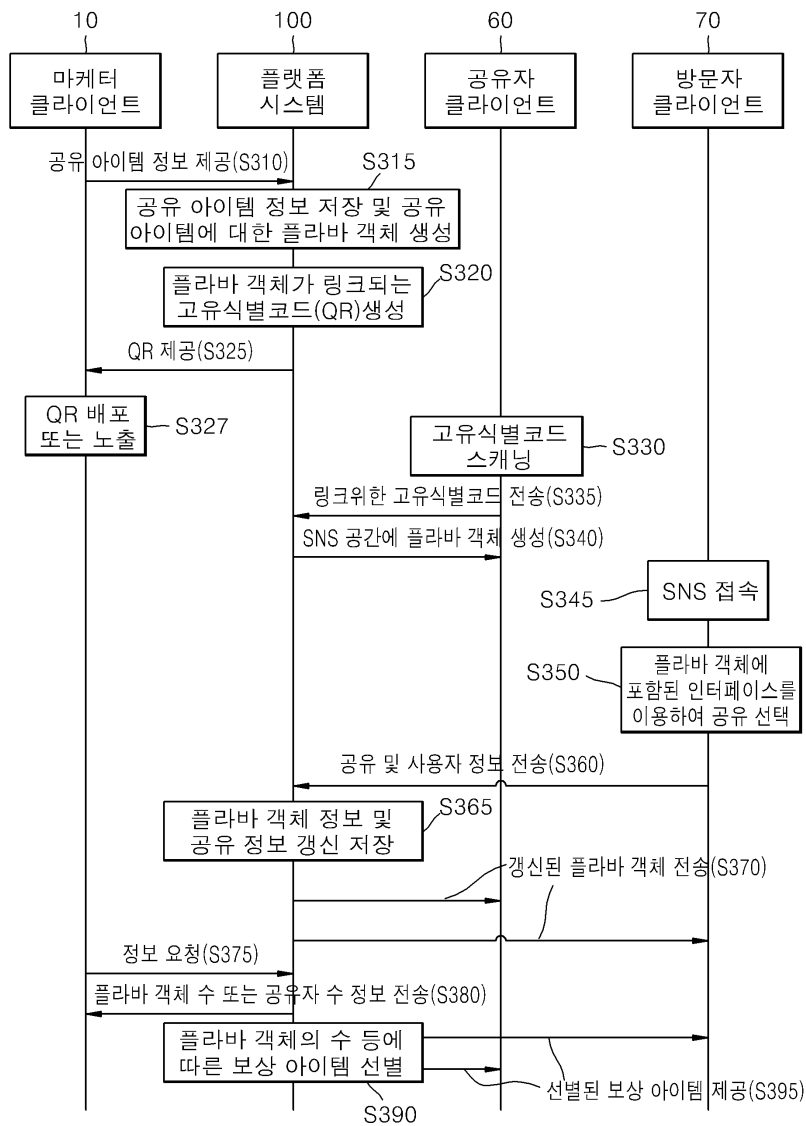 10
100
60
70
마케터
클라이언트
플랫폼
시스템
공유자
클라이언트
방문자
클라이언트
공유 아이템 정보 제공(S310)
S315
공유 아이템 정보 저장 및 공유
아이템에 대한 플라바 객체 생성
플라바 객체가 링크되는
고유식별코드(QR)생성
S320
QR 제공(S325)
QR 배포
또는 노출
S327
고유식별코드
스캐닝
S330
링크위한 고유식별코드 전송(S335)
SNS 공간에 플라바 객체 생성(S340)
S345
SNS 접속
S350
플라바 객체에
포함된 인터페이스를
이용하여 공유 선택
공유 및 사용자 정보 전송(S360)
플라바 객체 정보 및
공유 정보 갱신 저장
S365
갱신된 플라바 객체 전송(S370)
정보 요청(S375)
플라바 객체 수 또는 공유자 수 정보 전송(S380)
플라바 객체의 수 등에
따른 보상 아이템 선별
선별된 보상 아이템 제공(S395)
S390